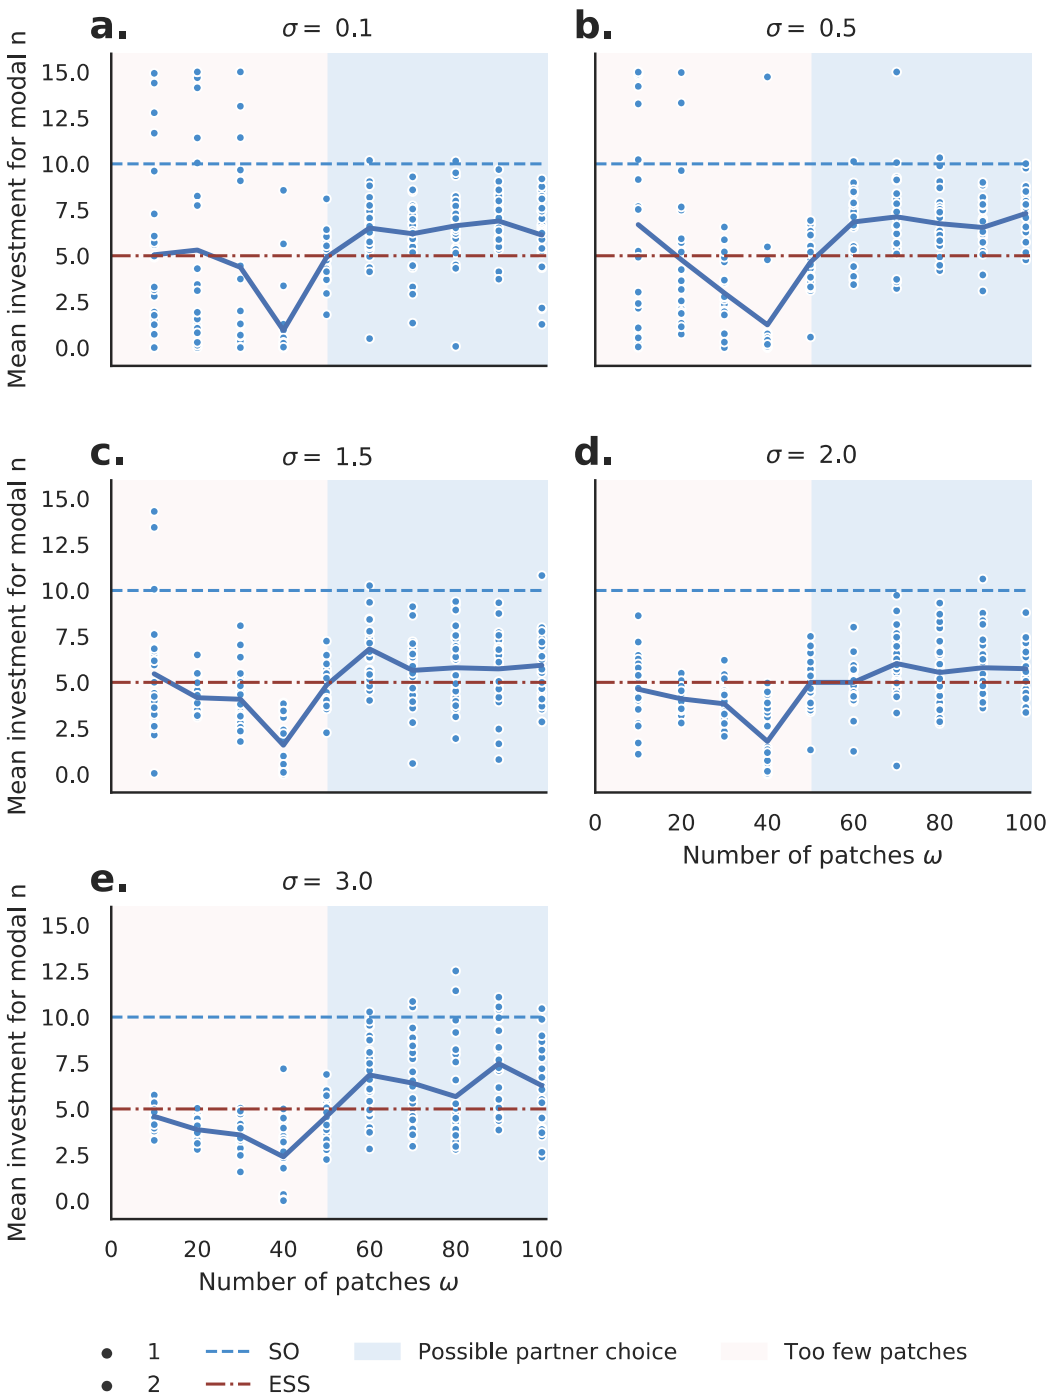 a. σ = 0.1
b. σ = 0.5
Mean investment for modal n
15.0
12.5
10.0
7.5
5.0
2.5
0.0
c. σ = 1.5
d. σ = 2.0
Mean investment for modal n
15.0
12.5
10.0
7.5
5.0
2.5
0.0
0 20 40 60 80 100
Number of patches ω
e. σ = 3.0
Mean investment for modal n
15.0
12.5
10.0
7.5
5.0
2.5
0.0
0 20 40 60 80 100
Number of patches ω
1 SO Possible partner choice Too few patches
2 ESS